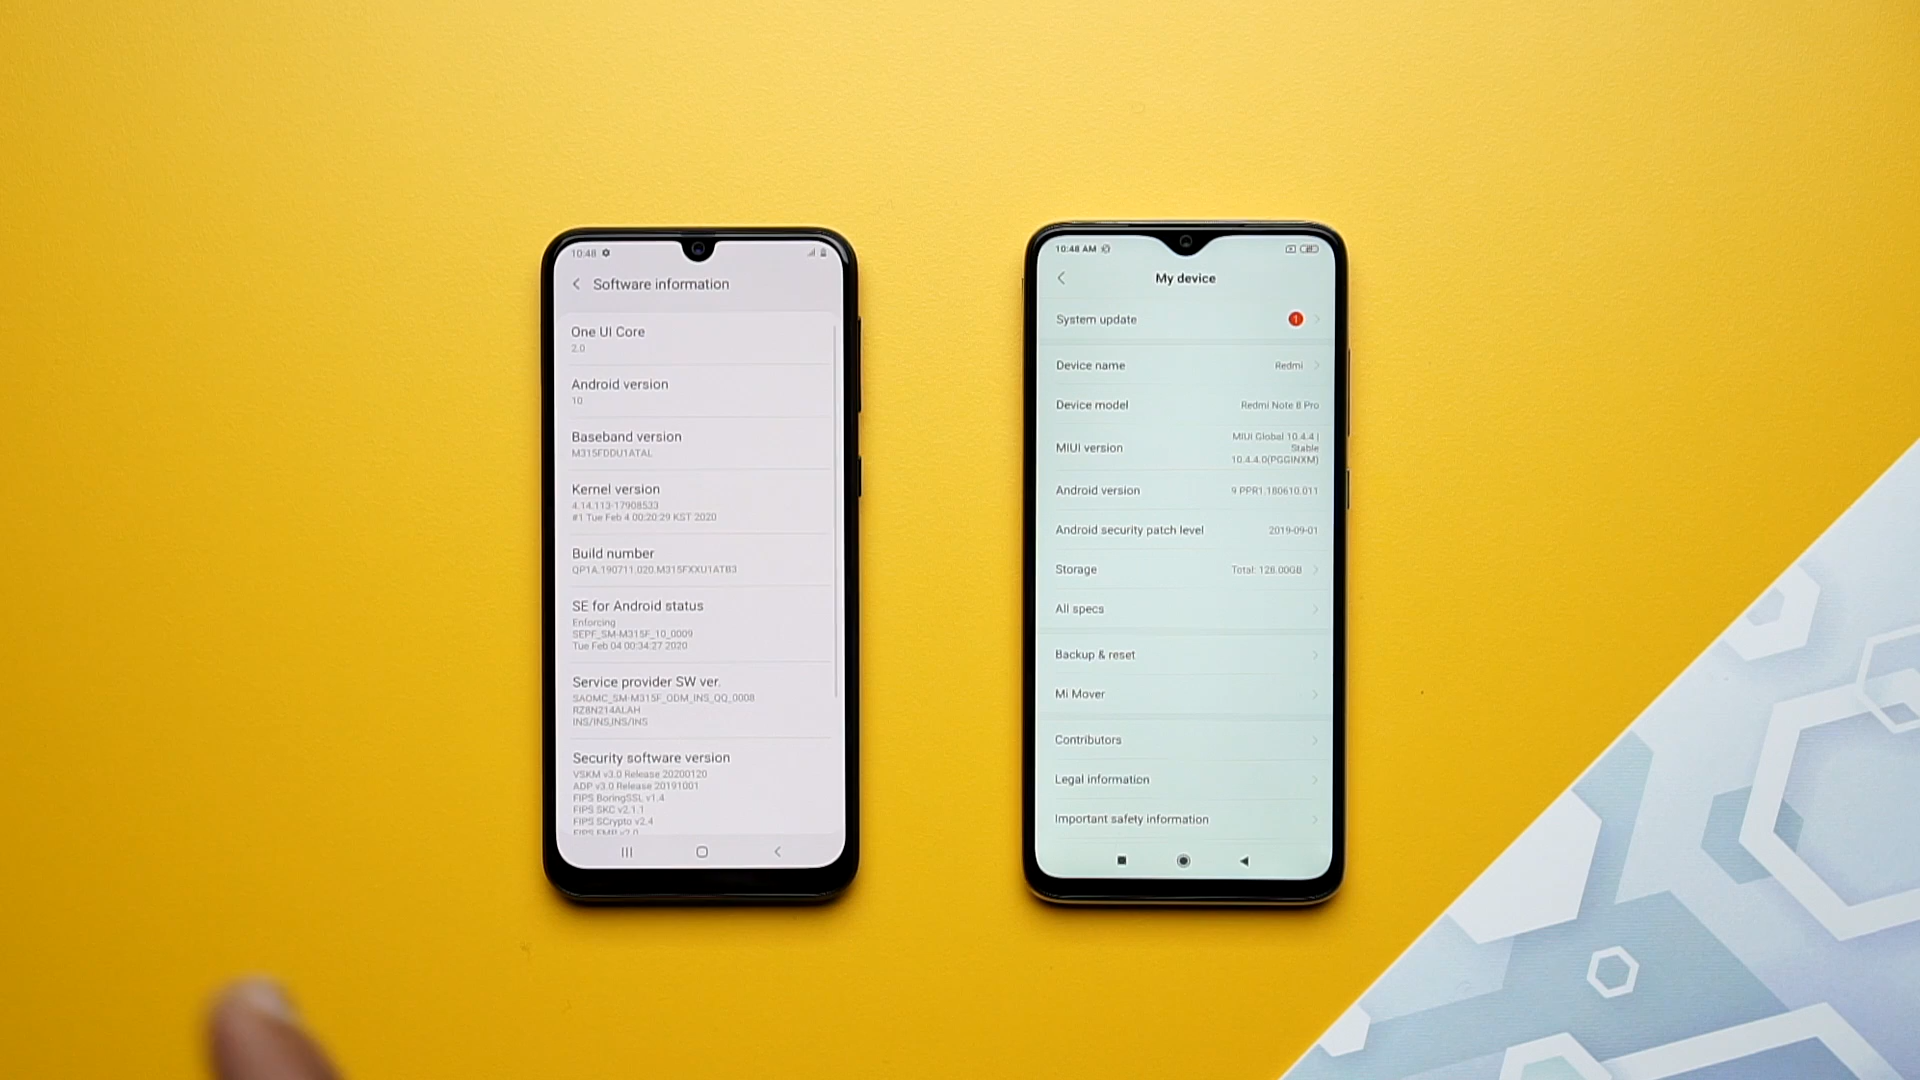 10:48
Software information
One UI Core
2.0
Android version
10
Baseband version
M315FDDU1ATAL
Kernel version
4.14.113-17908533
#1 Tue Feb 4 00:20:29 KST 2020
Build number
QP1A.190711.020.M315FXXU1ATB3
SE for Android status
Enforcing
SEPF_SM-M315F_10_0009
Tue Feb 04 00:34:27 2020
Service provider SW ver.
SAOMC_SM-M315F_ODM_INS_QQ_0008
RZ8N214ALAH
INS/INS,INS/INS
Security software version
VSKM v3.0 Release 20200120
ADP v3.0 Release 20191001
FIPS BoringSSL v1.4
FIPS SKC v2.1.1
FIPS SCrypto v2.4
10:48 AM
My device
System update 1
Device name Redmi
Device model Redmi Note 8 Pro
MIUI version MIUI Global 10.4.4 |
Stable
10.4.4.0(PGGINXM)
Android version 9 PPR1.180610.011
Android security patch level 2019-09-01
Storage Total: 128.00GB
All specs
Backup & reset
Mi Mover
Contributors
Legal information
Important safety information